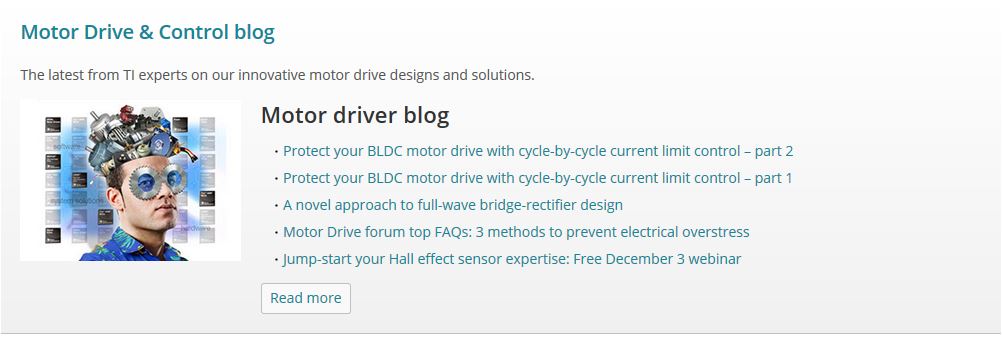 Motor Drive & Control blog
The latest from TI experts on our innovative motor drive designs and solutions.
Motor driver blog
· Protect your BLDC motor drive with cycle-by-cycle current limit control – part 2
· Protect your BLDC motor drive with cycle-by-cycle current limit control – part 1
· A novel approach to full-wave bridge-rectifier design
· Motor Drive forum top FAQs: 3 methods to prevent electrical overstress
· Jump-start your Hall effect sensor expertise: Free December 3 webinar
Read more
software
system solutions
hardware